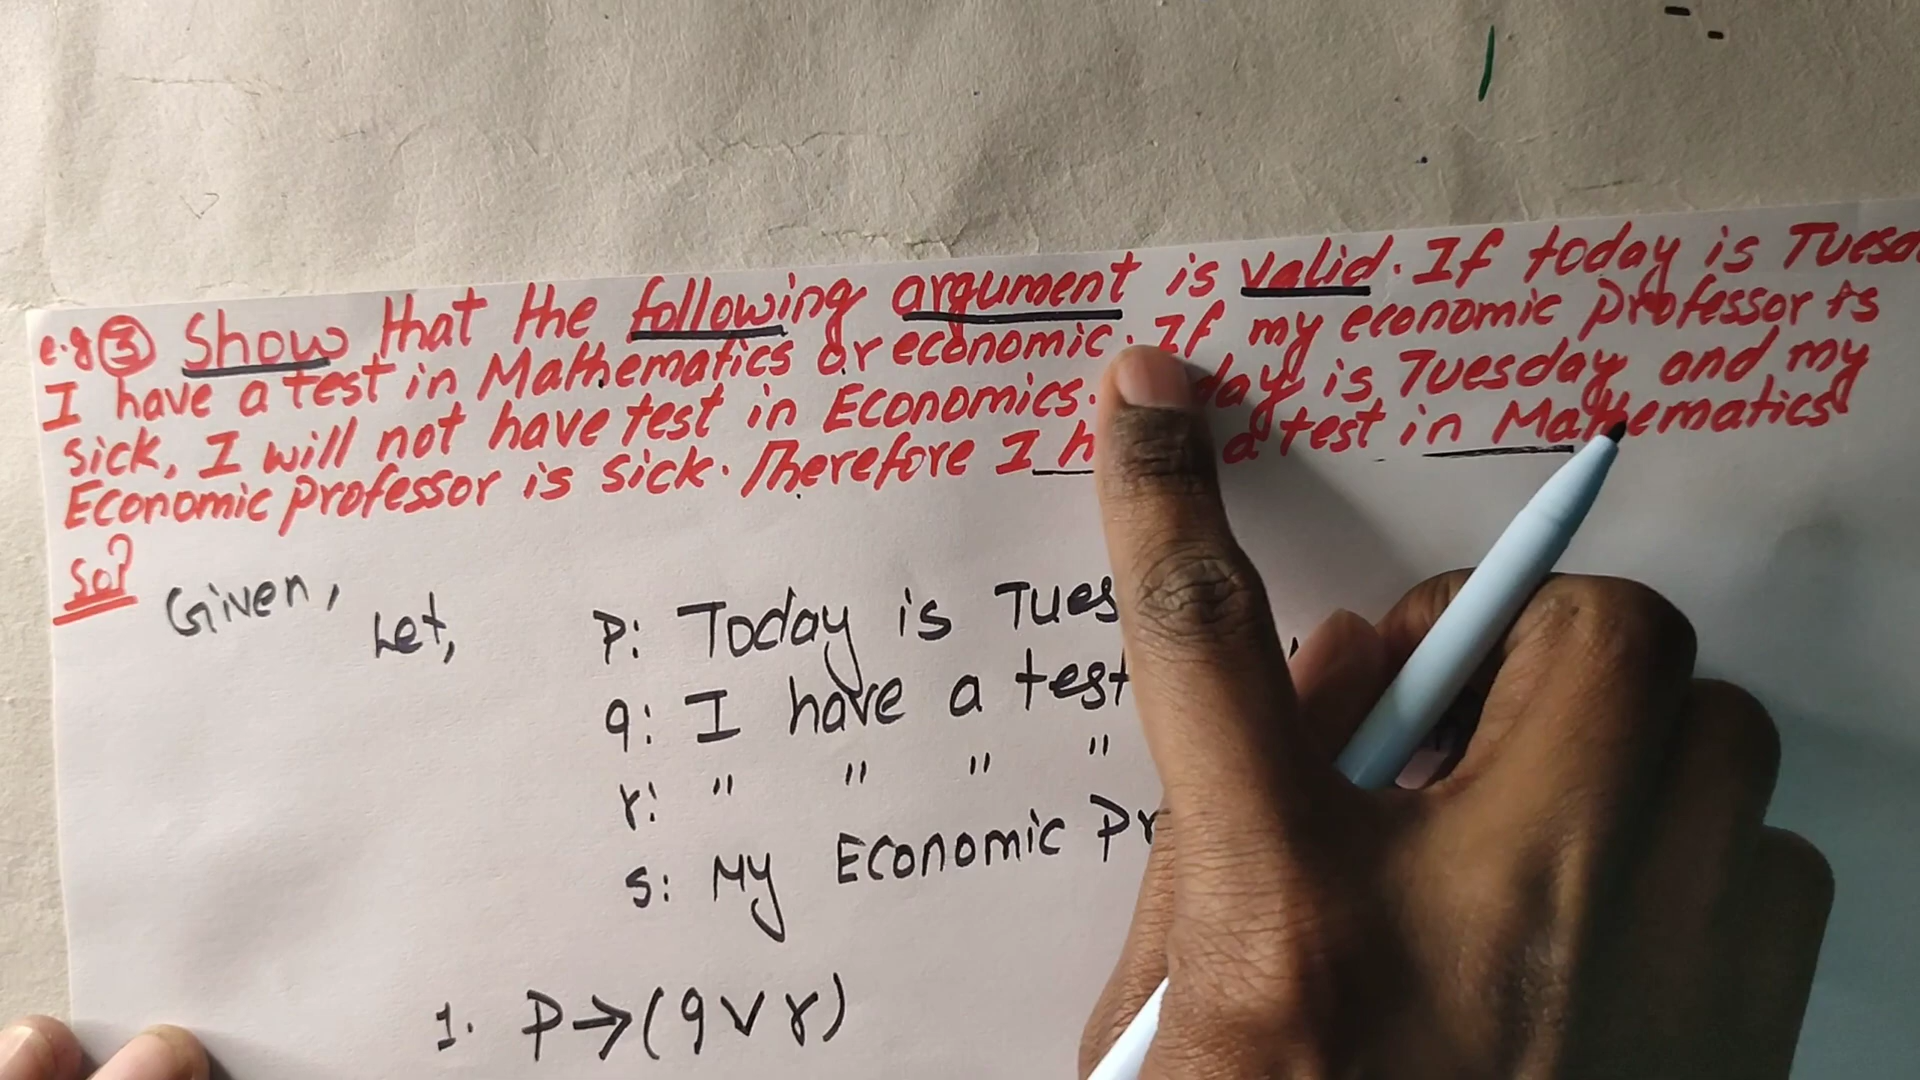 e.g ③ Show that the following argument is valid. If today is Tuesd
I have a test in Mathematics or economic. If my economic professor is
sick, I will not have test in Economics. day is Tuesday and my
Economic professor is sick. Therefore I h a test in Mathematics
Sol
Given, Let, p: Today is Tues
q: I have a test
r: " " " "
s: My Economic Pr
1. P→(q∨r)